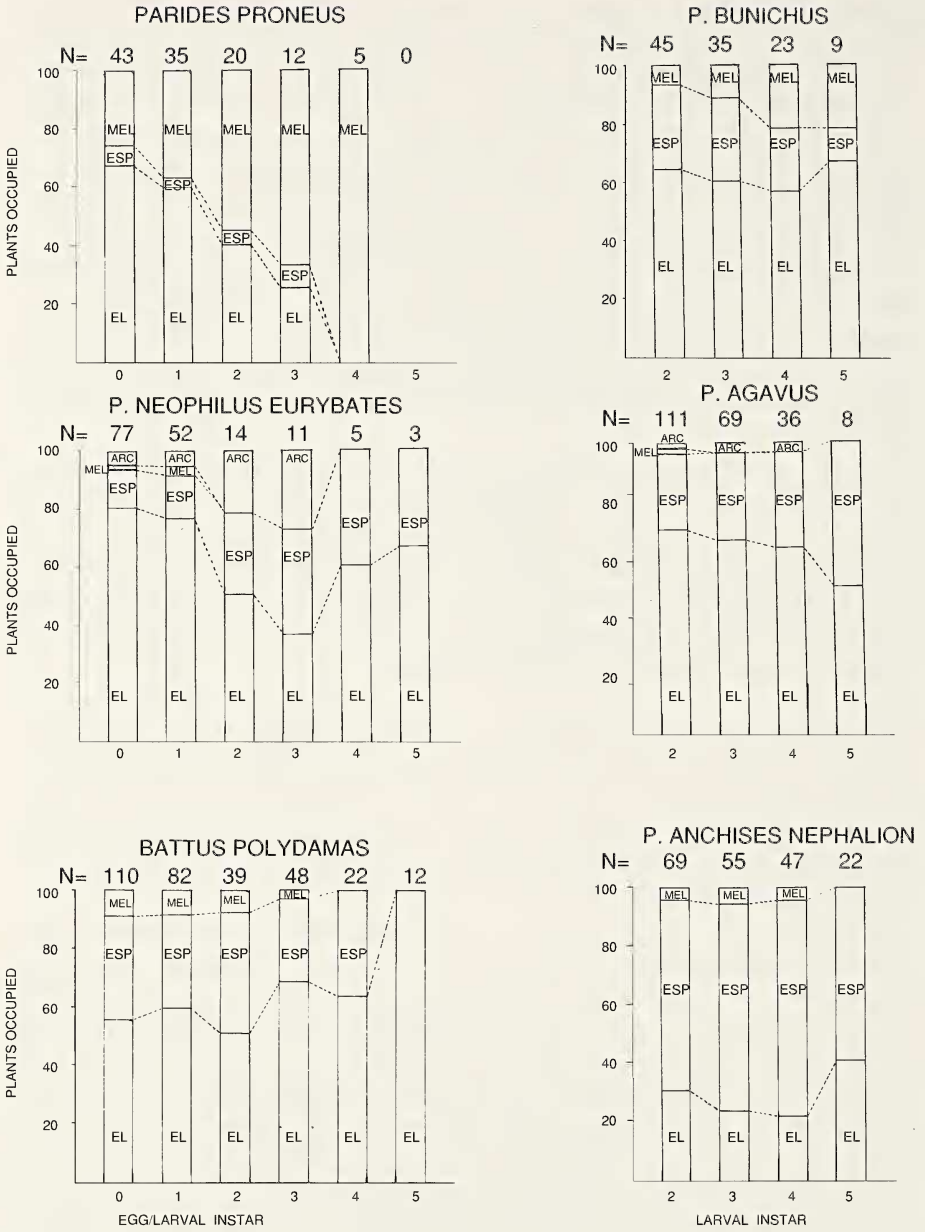 PARIDES PRONEUS
N= 43 35 20 12 5 0
100
80
60
40
20
PLANTS OCCUPIED
MEL MEL MEL MEL MEL
ESP ESP ESP ESP
EL EL EL EL
0 1 2 3 4 5
P. BUNICHUS
N= 45 35 23 9
100
80
60
40
20
MEL MEL MEL MEL
ESP ESP ESP ESP
EL EL EL EL
2 3 4 5
P. NEOPHILUS EURYBATES
N= 77 52 14 11 5 3
100
80
60
40
20
PLANTS OCCUPIED
ARC ARC ARC ARC
MEL MEL
ESP ESP ESP ESP ESP ESP
EL EL EL EL EL EL
0 1 2 3 4 5
P. AGAVUS
N= 111 69 36 8
100
80
60
40
20
ARC ARC ARC
MEL
ESP ESP ESP ESP
EL EL EL EL
2 3 4 5
BATTUS POLYDAMAS
N= 110 82 39 48 22 12
100
80
60
40
20
PLANTS OCCUPIED
MEL MEL MEL MEL
ESP ESP ESP ESP ESP
EL EL EL EL EL EL
0 1 2 3 4 5
EGG/LARVAL INSTAR
P. ANCHISES NEPHALION
N= 69 55 47 22
100
80
60
40
20
MEL MEL MEL
ESP ESP ESP ESP
EL EL EL EL
2 3 4 5
LARVAL INSTAR